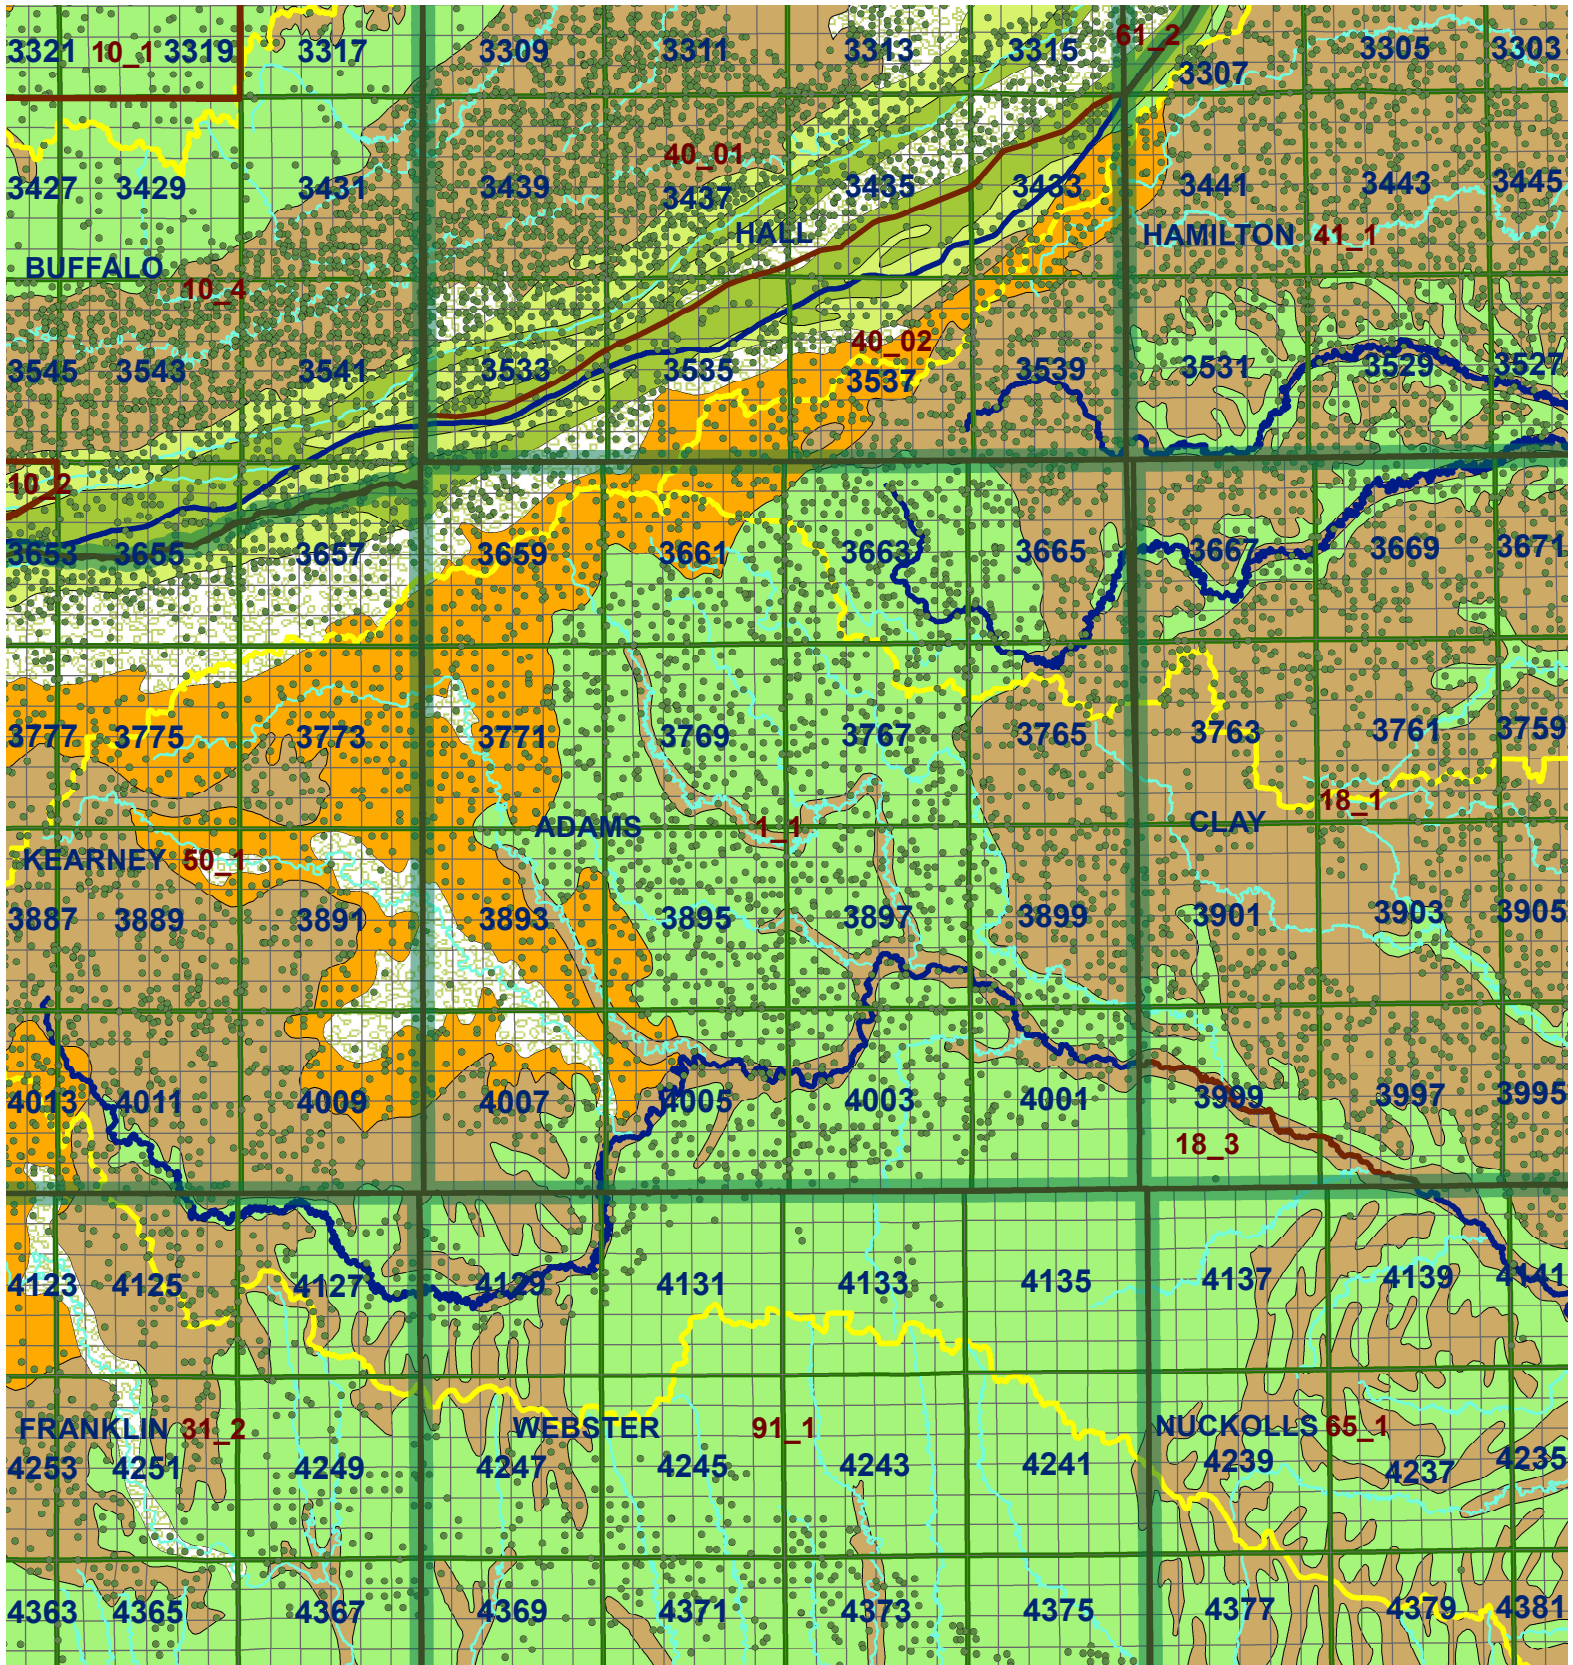 3321 10_1 3319 3317 3309 3311 3313 3315 61_2 3307 3305 3303
40_01
3427 3429 3431 3439 3437 3435 3433 3441 3443 3445
HALL HAMILTON 41_1
BUFFALO
10_4
40_02
3545 3543 3541 3533 3535 3537 3539 3531 3529 3527
10_2
3653 3655 3657 3659 3661 3663 3665 3667 3669 3671
3777 3775 3773 3771 3769 3767 3765 3763 3761 3759
18_1
ADAMS 1_1 CLAY
KEARNEY 50_1
3887 3889 3891 3893 3895 3897 3899 3901 3903 3905
4013 4011 4009 4007 4005 4003 4001 3999 3997 3995
18_3
4123 4125 4127 4129 4131 4133 4135 4137 4139 4141
FRANKLIN 31_2 WEBSTER 91_1 NUCKOLLS 65_1
4253 4251 4249 4247 4245 4243 4241 4239 4237 4235
4363 4365 4367 4369 4371 4373 4375 4377 4379 4381